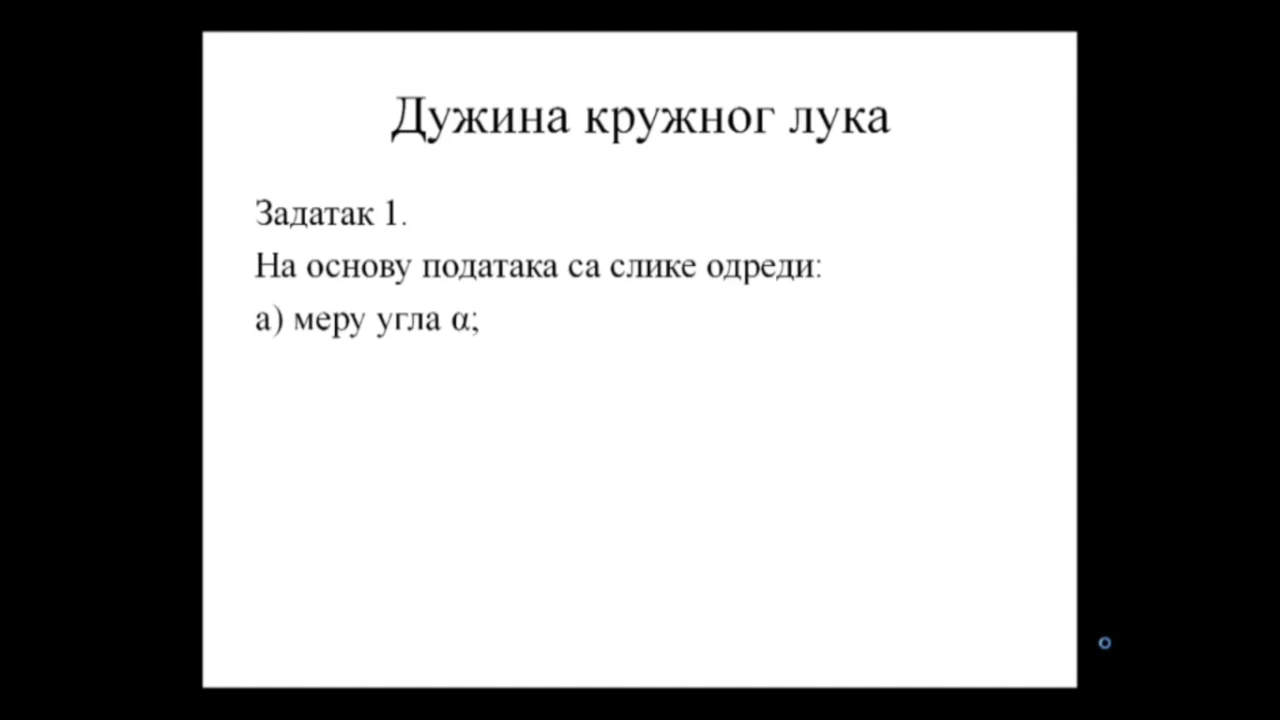 Дужина кружног лука
Задатак 1.
На основу података са слике одреди:
а) меру угла α;